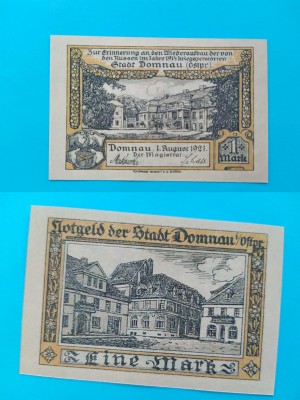 Zur Erinnerung an den Wiederaufbau der von
den Russen im Jahre 1914 kriegszerstörten
Stadt Domnau (Ostpr.)
Domnau 1. August 1921.
Der Magistrat
1
Mark
Notgeld der Stadt Domnau/Ostpr.
Eine Mark